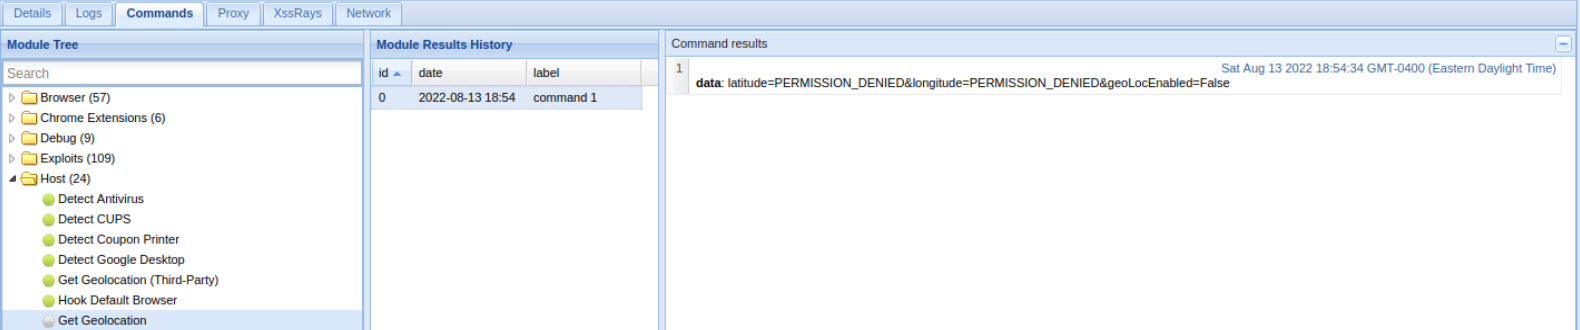 Details Logs Commands Proxy XssRays Network
Module Tree
Search
Browser (57)
Chrome Extensions (6)
Debug (9)
Exploits (109)
Host (24)
Detect Antivirus
Detect CUPS
Detect Coupon Printer
Detect Google Desktop
Get Geolocation (Third-Party)
Hook Default Browser
Get Geolocation
Module Results History
id date label
0 2022-08-13 18:54 command 1
Command results
1 Sat Aug 13 2022 18:54:34 GMT-0400 (Eastern Daylight Time)
data: latitude=PERMISSION_DENIED&longitude=PERMISSION_DENIED&geoLocEnabled=False